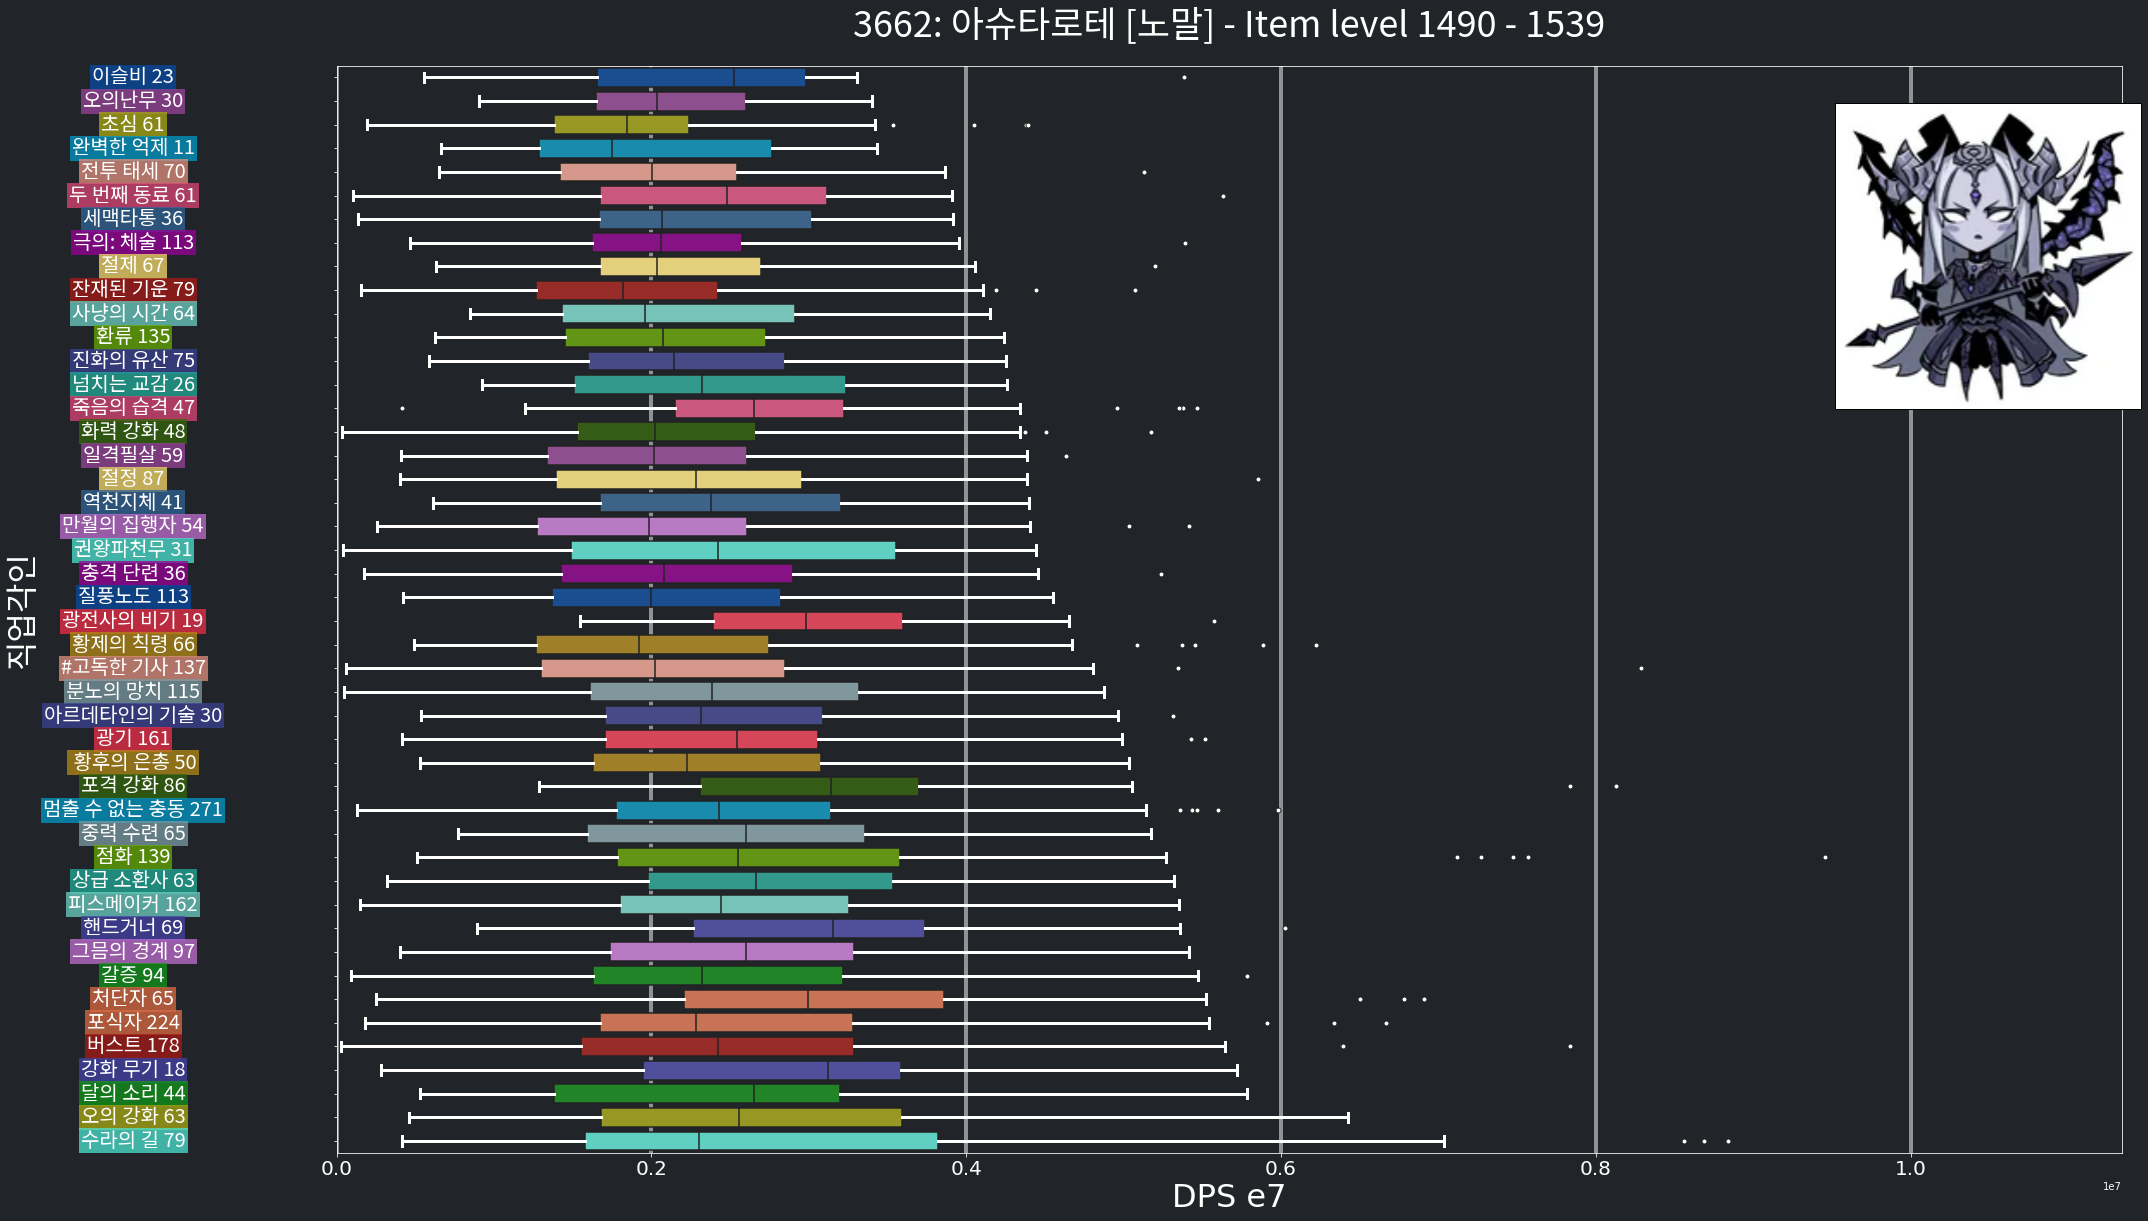 3662: 아슈타로테 [노말] - Item level 1490 - 1539
이슬비 23
오의난무 30
초심 61
완벽한 억제 11
전투 태세 70
두 번째 동료 61
세맥타통 36
극의: 체술 113
절제 67
잔재된 기운 79
사냥의 시간 64
환류 135
진화의 유산 75
넘치는 교감 26
죽음의 습격 47
화력 강화 48
일격필살 59
절정 87
역천지체 41
만월의 집행자 54
권왕파천무 31
충격 단련 36
질풍노도 113
광전사의 비기 19
황제의 칙령 66
#고독한 기사 137
분노의 망치 115
아르데타인의 기술 30
광기 161
황후의 은총 50
포격 강화 86
멈출 수 없는 충동 271
중력 수련 65
점화 139
상급 소환사 63
피스메이커 162
핸드거너 69
그믐의 경계 97
갈증 94
처단자 65
포식자 224
버스트 178
강화 무기 18
달의 소리 44
오의 강화 63
수라의 길 79
직업각인
0.0 0.2 0.4 0.6 0.8 1.0
DPS e7
1e7